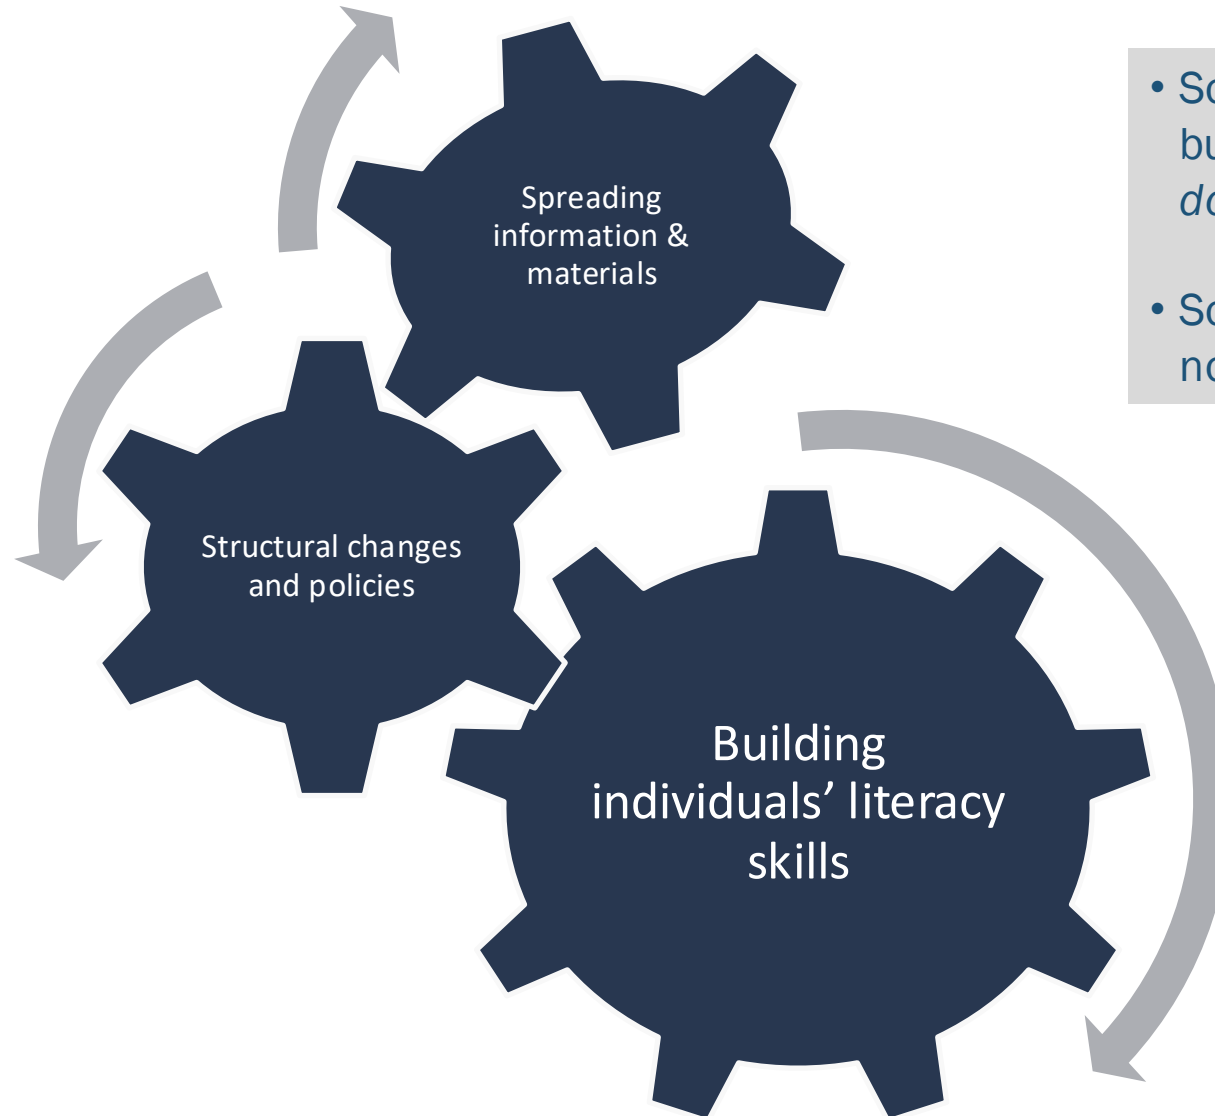 Spreading
information &
materials
Structural changes
and policies
Building
individuals’ literacy
skills